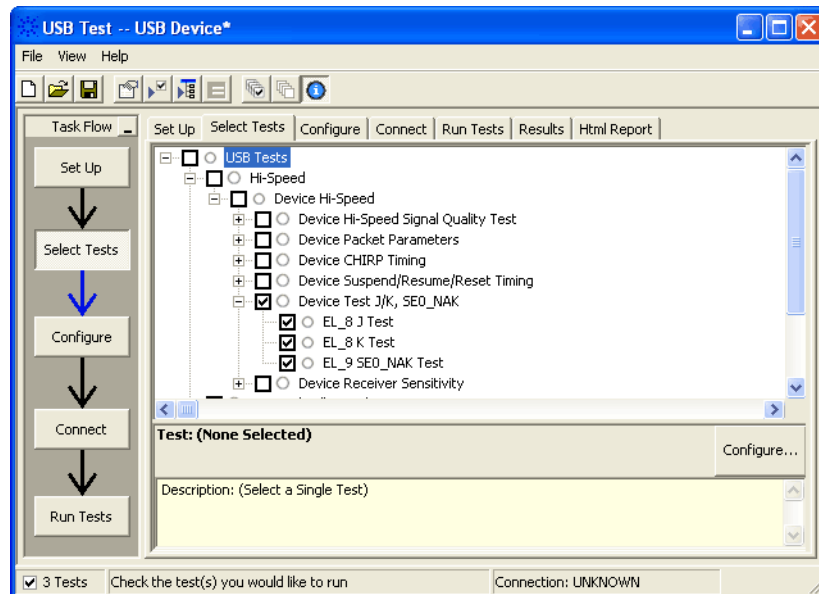 USB Test -- USB Device*
File View Help
Task Flow
Set Up
Select Tests
Configure
Connect
Run Tests
Set Up Select Tests Configure Connect Run Tests Results Html Report
USB Tests
Hi-Speed
Device Hi-Speed
Device Hi-Speed Signal Quality Test
Device Packet Parameters
Device CHIRP Timing
Device Suspend/Resume/Reset Timing
Device Test J/K, SE0_NAK
EL_8 J Test
EL_8 K Test
EL_9 SE0_NAK Test
Device Receiver Sensitivity
Test: (None Selected)
Configure...
Description: (Select a Single Test)
3 Tests Check the test(s) you would like to run Connection: UNKNOWN